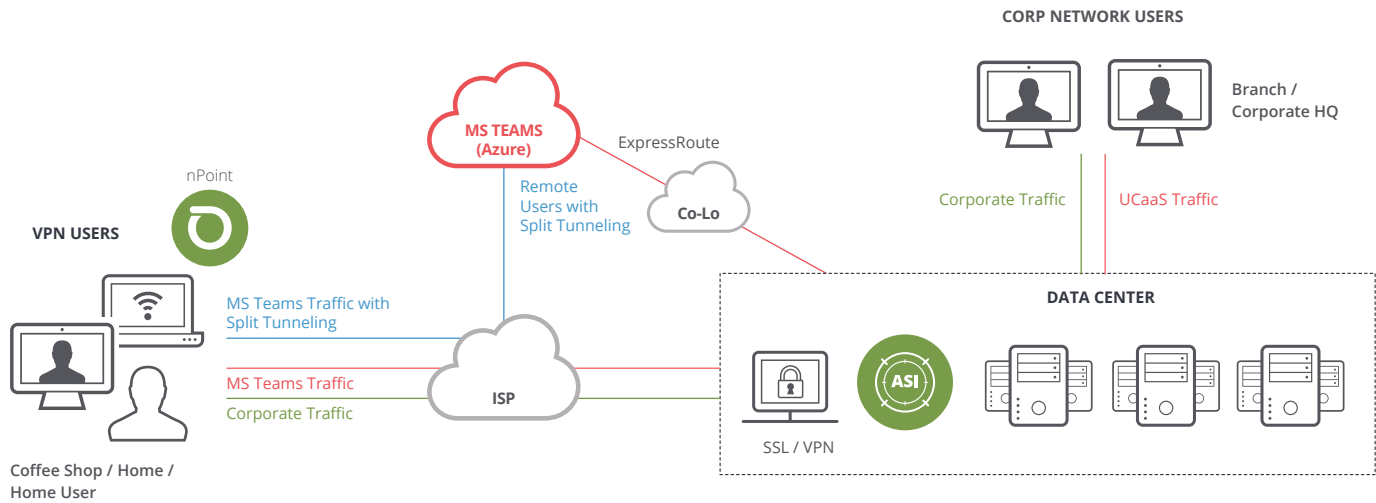 CORP NETWORK USERS
Branch /
Corporate HQ
MS TEAMS
(Azure)
ExpressRoute
nPoint
Remote
Users with
Split Tunneling
Co-Lo
Corporate Traffic
UCaaS Traffic
VPN USERS
MS Teams Traffic with
Split Tunneling
DATA CENTER
MS Teams Traffic
ISP
ASI
Corporate Traffic
SSL / VPN
Coffee Shop / Home /
Home User